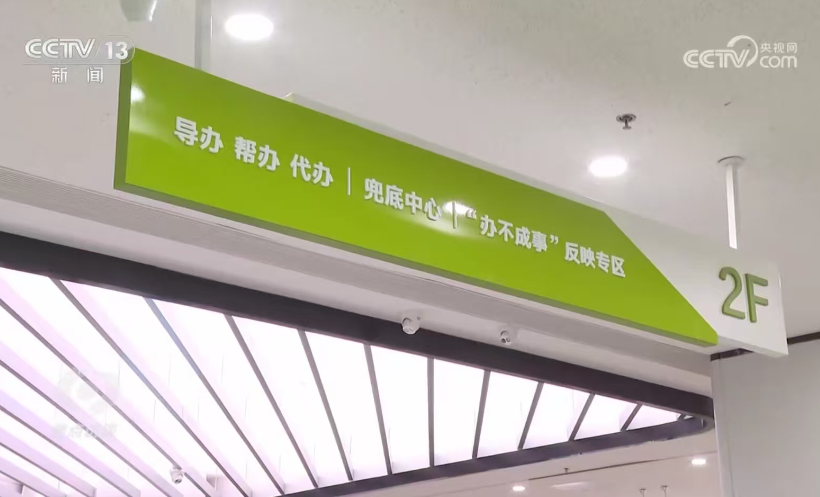 CCTV 13
新闻
CCTV 央视网
com
导办 帮办 代办 | 兜底中心 | “办不成事”反映专区
2F